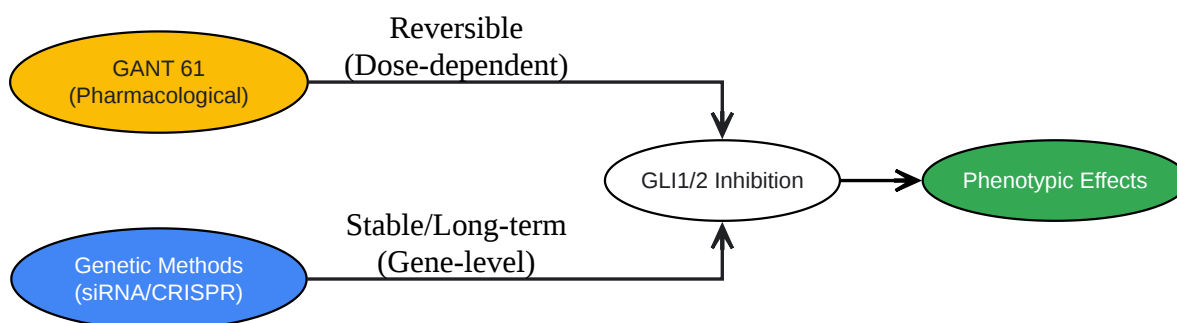 Reversible
(Dose-dependent)
GANT 61
(Pharmacological)
GLI1/2 Inhibition
Phenotypic Effects
Stable/Long-term
(Gene-level)
Genetic Methods
(siRNA/CRISPR)